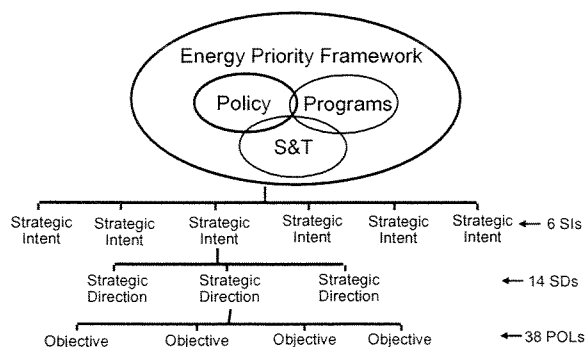 Energy Priority Framework
Policy Programs
S&T
Strategic Intent Strategic Intent Strategic Intent Strategic Intent Strategic Intent Strategic Intent ← 6 SIs
Strategic Direction Strategic Direction Strategic Direction ← 14 SDs
Objective Objective Objective Objective ← 38 POLs